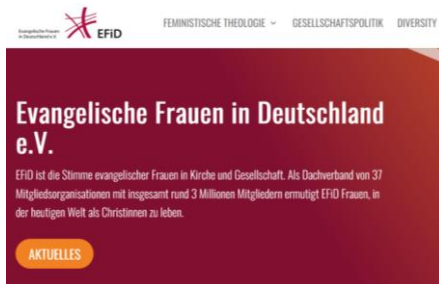 Evangelische Frauen
in Deutschland e.V.
EFiD
FEMINISTISCHE THEOLOGIE
GESELLSCHAFTSPOLITIK
DIVERSITY
Evangelische Frauen in Deutschland
e.V.
EFiD ist die Stimme evangelischer Frauen in Kirche und Gesellschaft. Als Dachverband von 37
Mitgliedsorganisationen mit insgesamt rund 3 Millionen Mitgliedern ermutigt EFiD Frauen, in
der heutigen Welt als Christinnen zu leben.
AKTUELLES